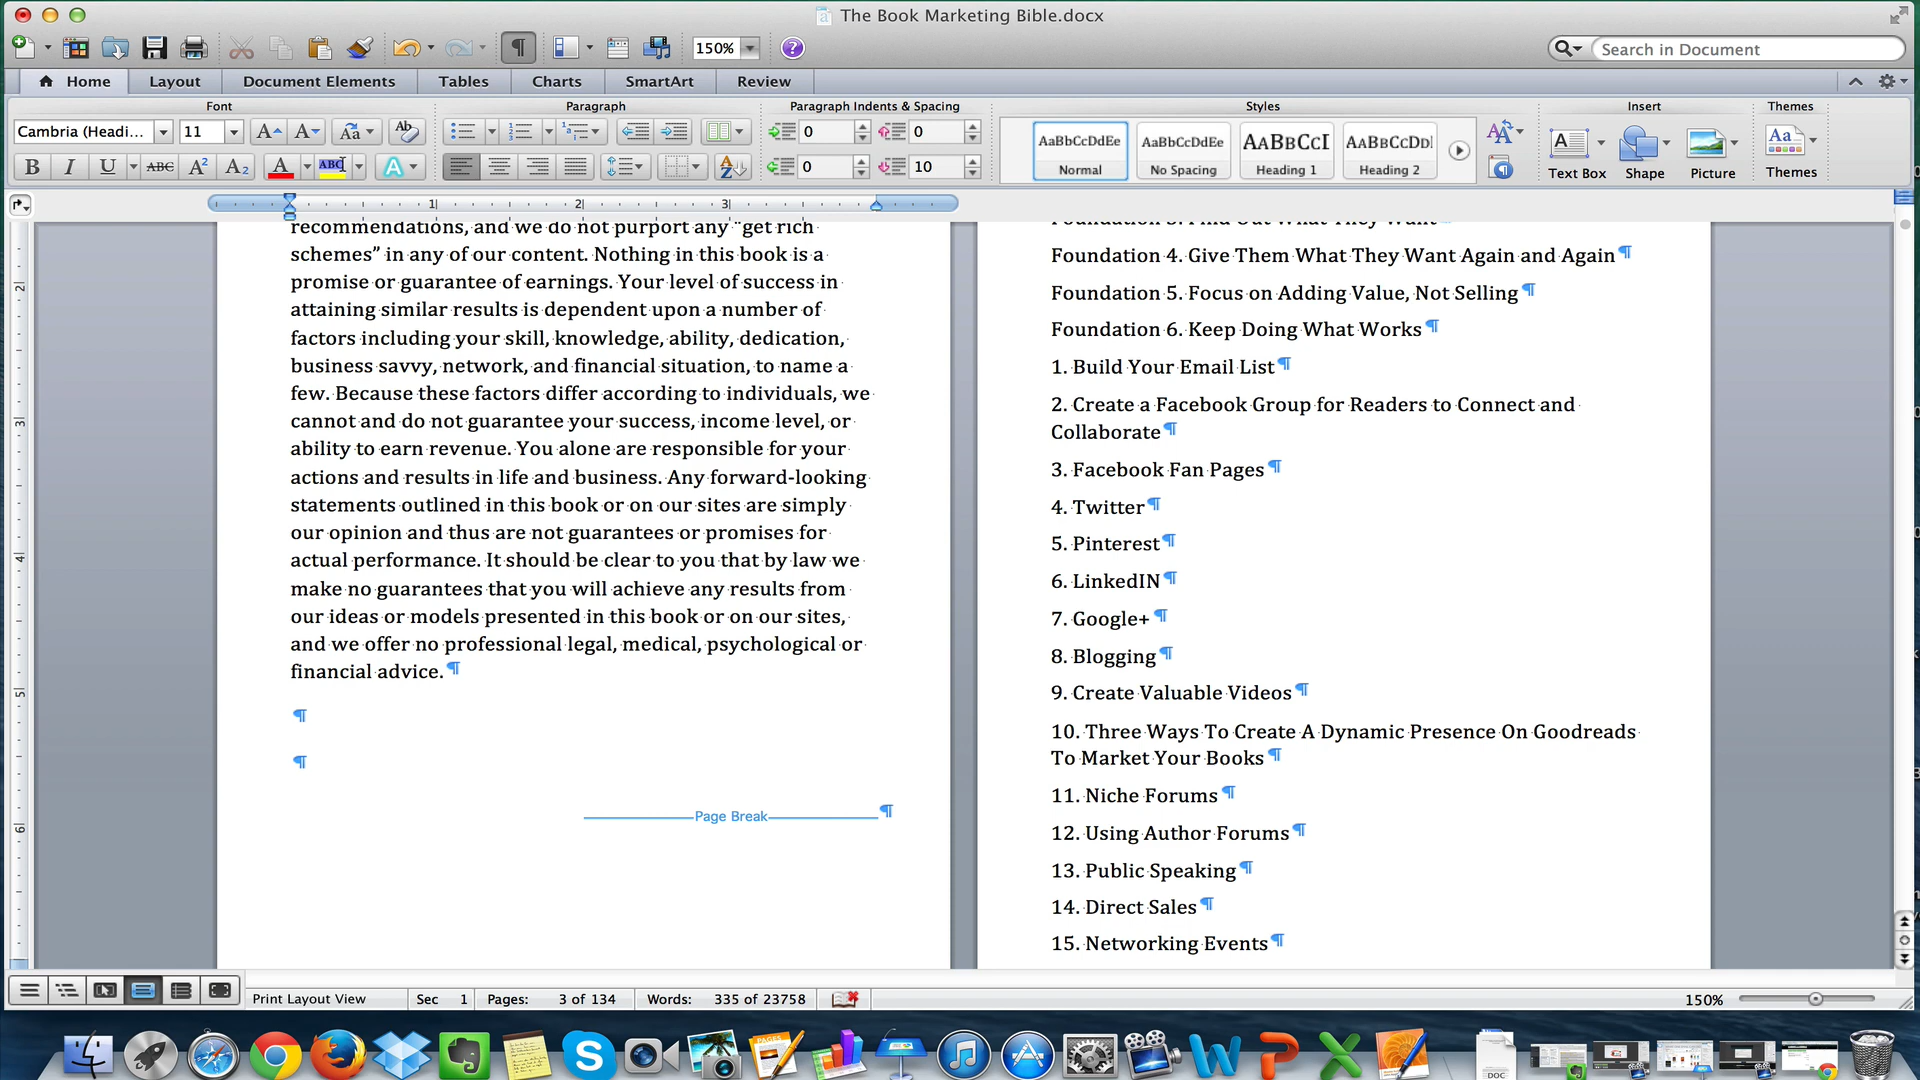 The Book Marketing Bible.docx
150%
Search in Document
Home
Layout
Document Elements
Tables
Charts
SmartArt
Review
Font
Paragraph
Paragraph Indents & Spacing
Styles
Insert
Themes
Cambria (Headi...
11
0
0
0
10
AaBbCcDdEe
Normal
AaBbCcDdEe
No Spacing
AaBbCcI
Heading 1
AaBbCcDdI
Heading 2
Text Box
Shape
Picture
Themes
1
2
3
recommendations, and we do not purport any "get rich
schemes” in any of our content. Nothing in this book is a
promise or guarantee of earnings. Your level of success in
attaining similar results is dependent upon a number of
factors including your skill, knowledge, ability, dedication,
business savvy, network, and financial situation, to name a
few. Because these factors differ according to individuals, we
cannot and do not guarantee your success, income level, or
ability to earn revenue. You alone are responsible for your
actions and results in life and business. Any forward-looking
statements outlined in this book or on our sites are simply
our opinion and thus are not guarantees or promises for
actual performance. It should be clear to you that by law we
make no guarantees that you will achieve any results from
our ideas or models presented in this book or on our sites,
and we offer no professional legal, medical, psychological or
financial advice. ¶
¶
¶
Page Break ¶
Foundation 3. Find Out What They Want
Foundation 4. Give Them What They Want Again and Again ¶
Foundation 5. Focus on Adding Value, Not Selling ¶
Foundation 6. Keep Doing What Works ¶
1. Build Your Email List ¶
2. Create a Facebook Group for Readers to Connect and
Collaborate ¶
3. Facebook Fan Pages ¶
4. Twitter ¶
5. Pinterest ¶
6. LinkedIN ¶
7. Google+ ¶
8. Blogging ¶
9. Create Valuable Videos ¶
10. Three Ways To Create A Dynamic Presence On Goodreads
To Market Your Books ¶
11. Niche Forums ¶
12. Using Author Forums ¶
13. Public Speaking ¶
14. Direct Sales ¶
15. Networking Events ¶
Print Layout View
Sec 1
Pages: 3 of 134
Words: 335 of 23758
150%
PAGES
DOC